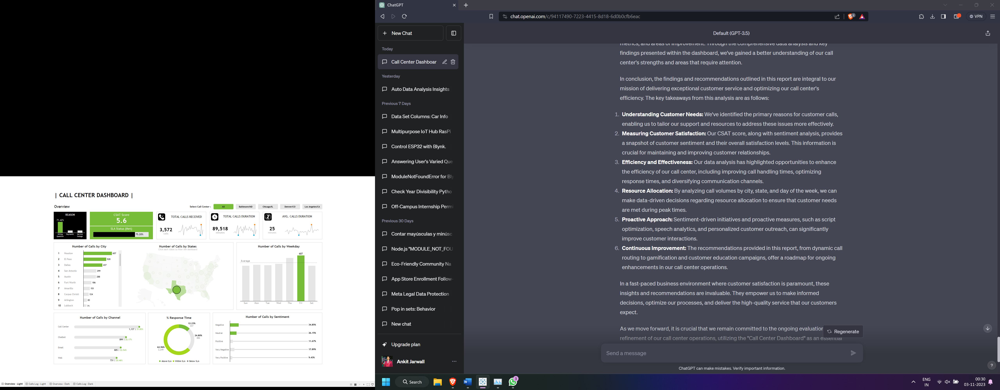 | CALL CENTER DASHBOARD |
Overview
Select Call Center :
All
Baltimore/MD
Chicago/IL
Denver/CO
Los Angeles/CA
REASON
71.42%
Billing Question
Payments
Service Outage
CSAT Score
5.6
SLA Status (Met)
75.20%
TOTAL CALLS RECEIVED
3,572
calls
TOTAL CALLS DURATION
89,518
minutes
AVG. CALLS DURATION
25
minutes
Number of Calls by City
1 Houston 657
2 El Paso 528
3 Dallas 437
4 San Antonio 299
5 Austin 288
6 Fort Worth 186
7 Amarillo 151
8 Corpus Christi 124
9 Arlington 83
10 Lubbock 71
Number of Calls by States
Click each states to filter the dashboard
Number of Calls by Weekday
607
Average
Sun Mon Tue Wed Thu Fri Sat
Number of Calls by Channel
Call Center
1,137 | 31.83%
Chatbot
899 | 25.17%
Email
805 | 22.54%
Web
731 | 20.46%
% Response Time
12.23%
437
24.80%
886
62.96%
2,249
Above SLA Within SLA Below SLA
Number of Calls by Sentiment
Negative 34.85%
Neutral 26.15%
Positive 11.67%
Very Negative 17.89%
Very Positive 9.43%
Overview - Light
Calls Log - Light
Overview - Dark
Calls Log - Dark
ChatGPT
chat.openai.com/c/94117490-7223-4415-8d18-6d0b0cfb6eac
3
VPN
New Chat
Today
Call Center Dashboar
Yesterday
Auto Data Analysis Insights
Previous 7 Days
Data Set Columns: Car Info
Multipurpose IoT Hub RasPi
Control ESP32 with Blynk.
Answering User's Varied Que
ModuleNotFoundError for Bly
Check Year Divisibility Pytho
Off-Campus Internship Permi
Previous 30 Days
Contar mayúsculas y minúsc
Node.js "MODULE_NOT_FOU
Eco-Friendly Community Na
App Store Enrollment Follow-
Meta Legal Data Protection
Pop in sets: Behavior
New chat
Upgrade plan
Ankit Jarwall
Default (GPT-3.5)
metrics, and areas of improvement. Through the comprehensive data analysis and key
findings presented within the dashboard, we've gained a better understanding of our call
center's strengths and areas that require attention.
In conclusion, the findings and recommendations outlined in this report are integral to our
mission of delivering exceptional customer service and optimizing our call center's
efficiency. The key takeaways from this analysis are as follows:
1. Understanding Customer Needs: We've identified the primary reasons for customer calls,
enabling us to tailor our support and resources to address these issues more effectively.
2. Measuring Customer Satisfaction: Our CSAT score, along with sentiment analysis, provides
a snapshot of customer sentiment and their overall satisfaction levels. This information is
crucial for maintaining and improving customer relationships.
3. Efficiency and Effectiveness: Our data analysis has highlighted opportunities to enhance
the efficiency of our call center, including improving call handling times, optimizing
response times, and diversifying communication channels.
4. Resource Allocation: By analyzing call volumes by city, state, and day of the week, we can
make data-driven decisions regarding resource allocation to ensure that customer needs
are met during peak times.
5. Proactive Approach: Sentiment-driven initiatives and proactive measures, such as script
optimization, speech analytics, and personalized customer outreach, can significantly
improve customer interactions.
6. Continuous Improvement: The recommendations provided in this report, from dynamic call
routing to gamification and customer education campaigns, offer a roadmap for ongoing
enhancements in our call center operations.
In a fast-paced business environment where customer satisfaction is paramount, these
insights and recommendations are invaluable. They empower us to make informed
decisions, optimize our processes, and deliver the high-quality service that our customers
expect.
As we move forward, it is crucial that we remain committed to the ongoing evaluation
refinement of our call center operations, utilizing the "Call Center Dashboard" as an essential
Regenerate
Send a message
ChatGPT can make mistakes. Verify important information.
?
Search
W
3
ENG
IN
00:30
03-11-2023